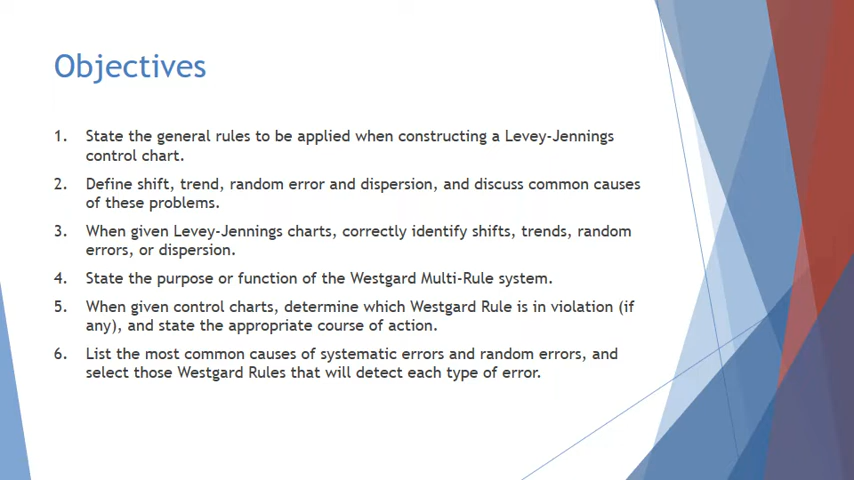 Objectives
1. State the general rules to be applied when constructing a Levey-Jennings
control chart.
2. Define shift, trend, random error and dispersion, and discuss common causes
of these problems.
3. When given Levey-Jennings charts, correctly identify shifts, trends, random
errors, or dispersion.
4. State the purpose or function of the Westgard Multi-Rule system.
5. When given control charts, determine which Westgard Rule is in violation (if
any), and state the appropriate course of action.
6. List the most common causes of systematic errors and random errors, and
select those Westgard Rules that will detect each type of error.